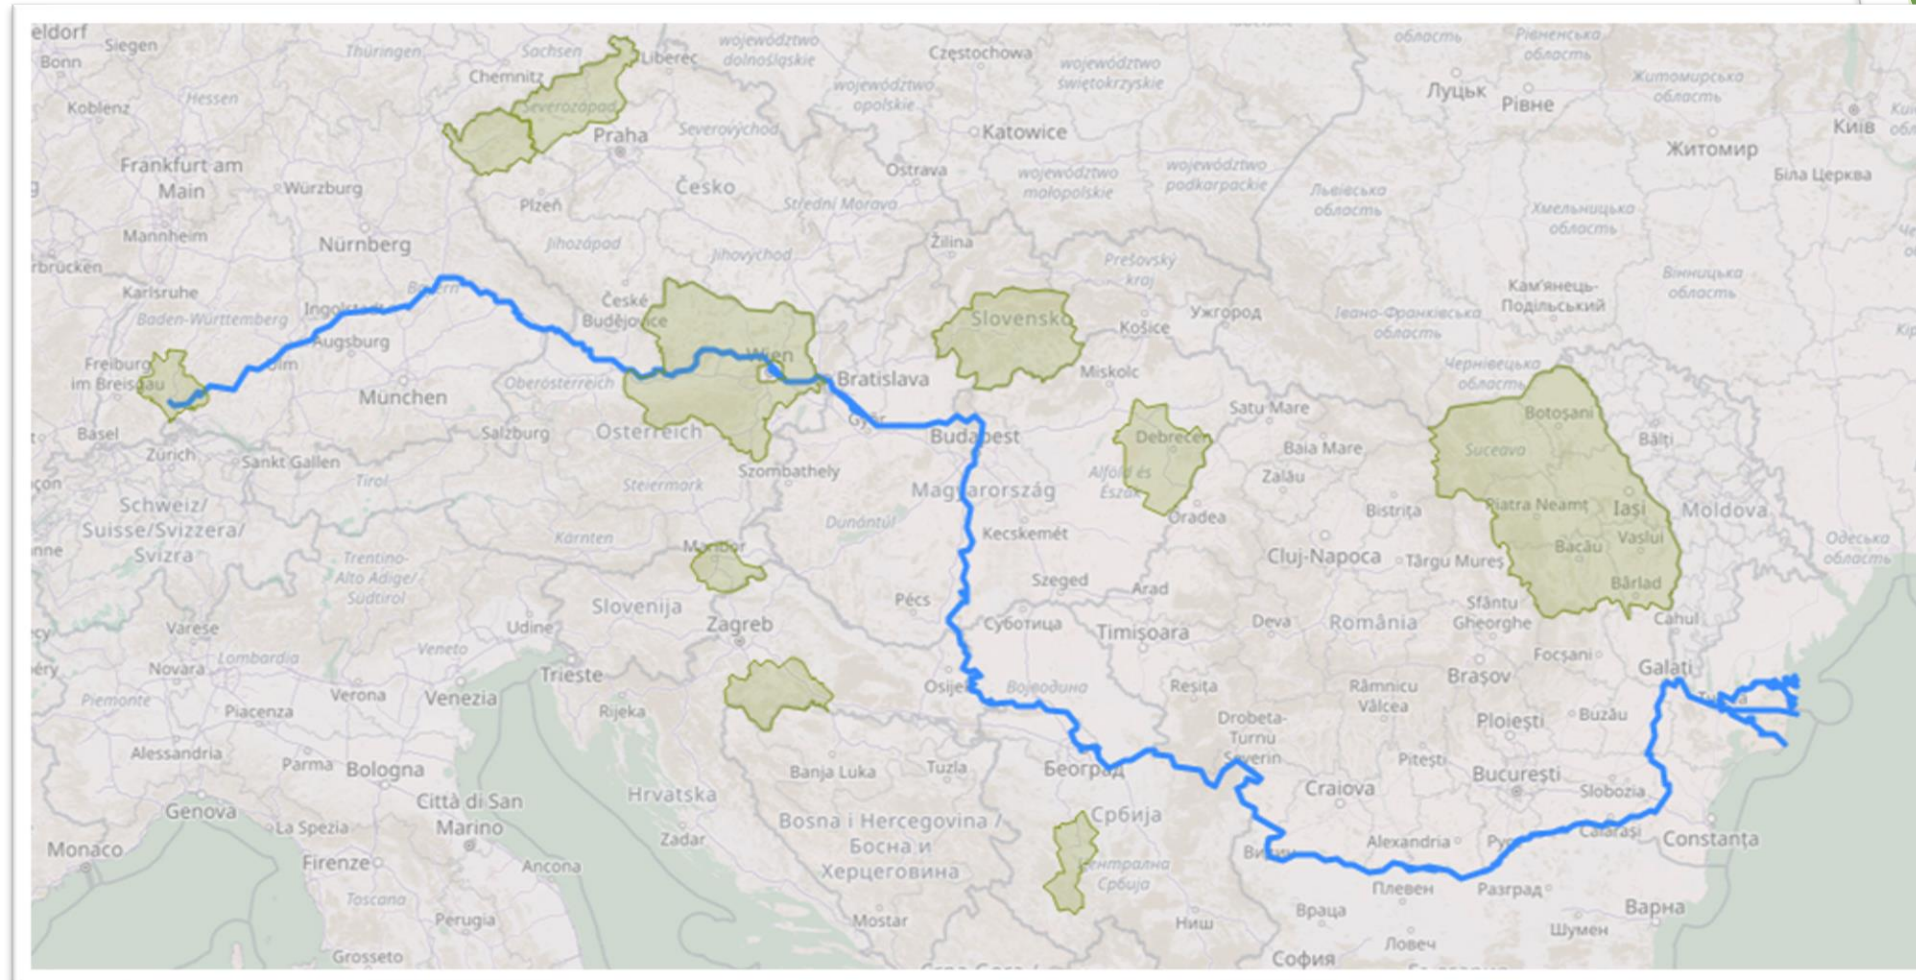 eldorf
Siegen
Bonn
Koblenz
Thüringen
Hessen
Sachsen
Chemnitz
Liberec
województwo
dolnośląskie
województwo
opolskie
Częstochowa
województwo
świętokrzyskie
область
Рівненська
область
Луцьк
Рівне
Житомирська
область
Київ
Житомир
Біла Церква
Severozápad
Praha
Severovýchod
Katowice
Ostrava
województwo
małopolskie
województwo
podkarpackie
Львівська
область
Хмельницька
область
Вінницька
область
Frankfurt am
Main
Würzburg
Mannheim
Nürnberg
rbrücken
Karlsruhe
Baden-Württemberg
Plzeň
Česko
Střední Morava
Jihozápad
Jihovýchod
Žilina
Prešovský
kraj
Кам'янець-
Подільський
Ужгород
Івано-Франківська
область
Чернівецька
область
Bayern
Ingolstadt
Augsburg
Ulm
München
České
Budějovice
Wien
Bratislava
Slovensko
Košice
Miskolc
Freiburg
im Breisgau
Basel
Zürich
Sankt Gallen
Salzburg
Oberösterreich
Österreich
Steiermark
Szombathely
Győr
Budapest
Magyarország
Alföld és
Észak
Debrecen
Satu Mare
Baia Mare
Zalău
Oradea
Bistrița
Suceava
Botoșani
Bălți
Piatra Neamț
Iași
Moldova
Vaslui
Bacău
Bârlad
Одеська
область
Schweiz/
Suisse/Svizzera/
Svizra
Tirol
Trentino-
Alto Adige/
Südtirol
Kärnten
Maribor
Slovenija
Zagreb
Dunántúl
Kecskemét
Szeged
Pécs
Суботица
Arad
Timișoara
Cluj-Napoca
Târgu Mureș
Deva
România
Sfântu
Gheorghe
Cahul
Focșani
Galați
Varese
Lombardia
Novara
Piemonte
Piacenza
Verona
Veneto
Venezia
Udine
Trieste
Rijeka
Osijek
Војводина
Reșița
Drobeta-
Turnu
Severin
Râmnicu
Vâlcea
Brașov
Ploiești
Buzău
Alessandria
Parma
Bologna
Genova
La Spezia
Città di San
Marino
Monaco
Firenze
Ancona
Toscana
Perugia
Grosseto
Hrvatska
Zadar
Banja Luka
Tuzla
Bosna i Hercegovina /
Босна и
Херцеговина
Mostar
Београд
Србија
Централна
Србија
Ниш
Craiova
Pitești
București
Slobozia
Călărași
Constanța
Alexandria
Видин
Плевен
Разград
Враца
Ловеч
Шумен
Варна
София